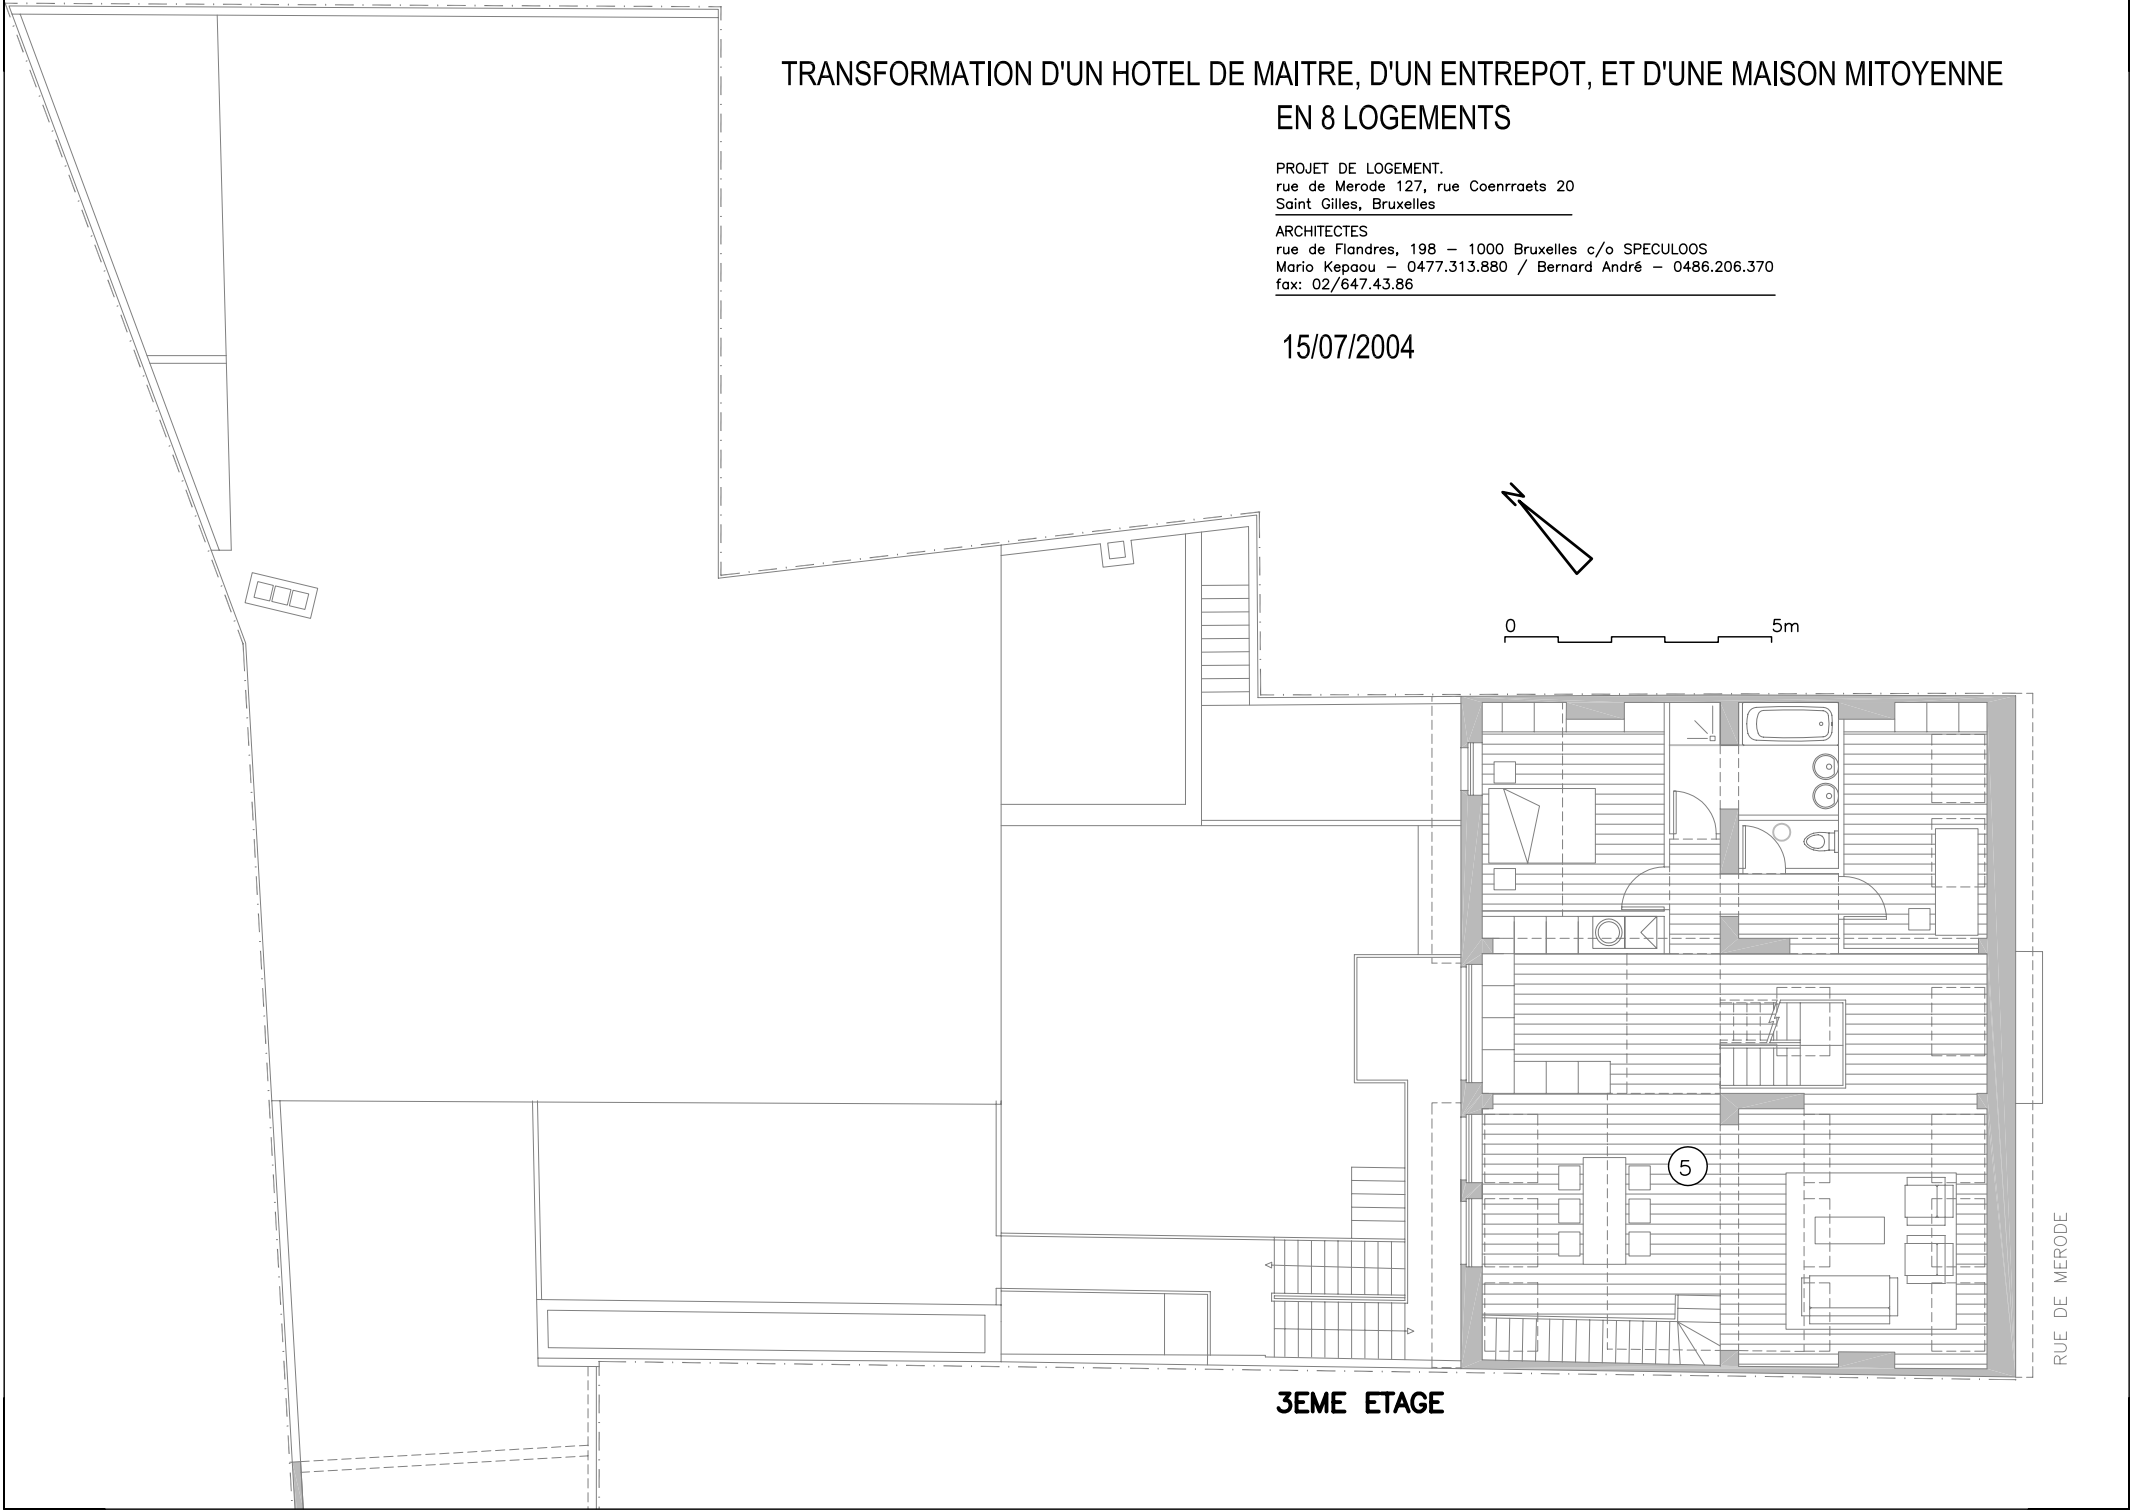 TRANSFORMATION D'UN HOTEL DE MAITRE, D'UN ENTREPOT, ET D'UNE MAISON MITOYENNE
EN 8 LOGEMENTS
PROJET DE LOGEMENT.
rue de Merode 127, rue Coenrraets 20
Saint Gilles, Bruxelles
ARCHITECTES
rue de Flandres, 198 – 1000 Bruxelles c/o SPECULOOS
Mario Kepaou – 0477.313.880 / Bernard André – 0486.206.370
fax: 02/647.43.86
15/07/2004
N
0 5m
5
RUE DE MERODE
3EME ETAGE